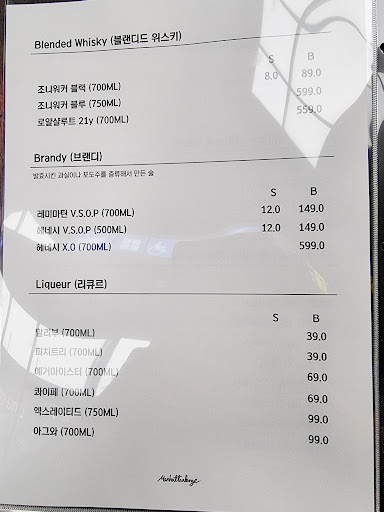 Blended Whisky (블랜디드 위스키)
S B
조니워커 블랙 (700ML) 8.0 89.0
조니워커 블루 (750ML) 599.0
로얄샬루트 21y (700ML) 559.0
Brandy (브랜디)
발효시킨 과실이나 포도주를 증류해서 만든 술
S B
레미마틴 V.S.O.P (700ML) 12.0 149.0
헤네시 V.S.O.P (500ML) 12.0 149.0
헤네시 X.O (700ML) 599.0
Liqueur (리큐르)
S B
말리부 (700ML) 39.0
피치트리 (700ML) 39.0
예거마이스터 (700ML) 69.0
콰이페 (700ML) 69.0
엑스레이티드 (750ML) 99.0
아그와 (700ML) 99.0